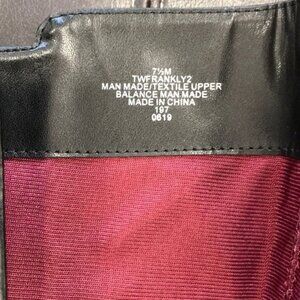 7½M
TWFRANKLY2
MAN MADE/TEXTILE UPPER
BALANCE MAN MADE
MADE IN CHINA
197
0619